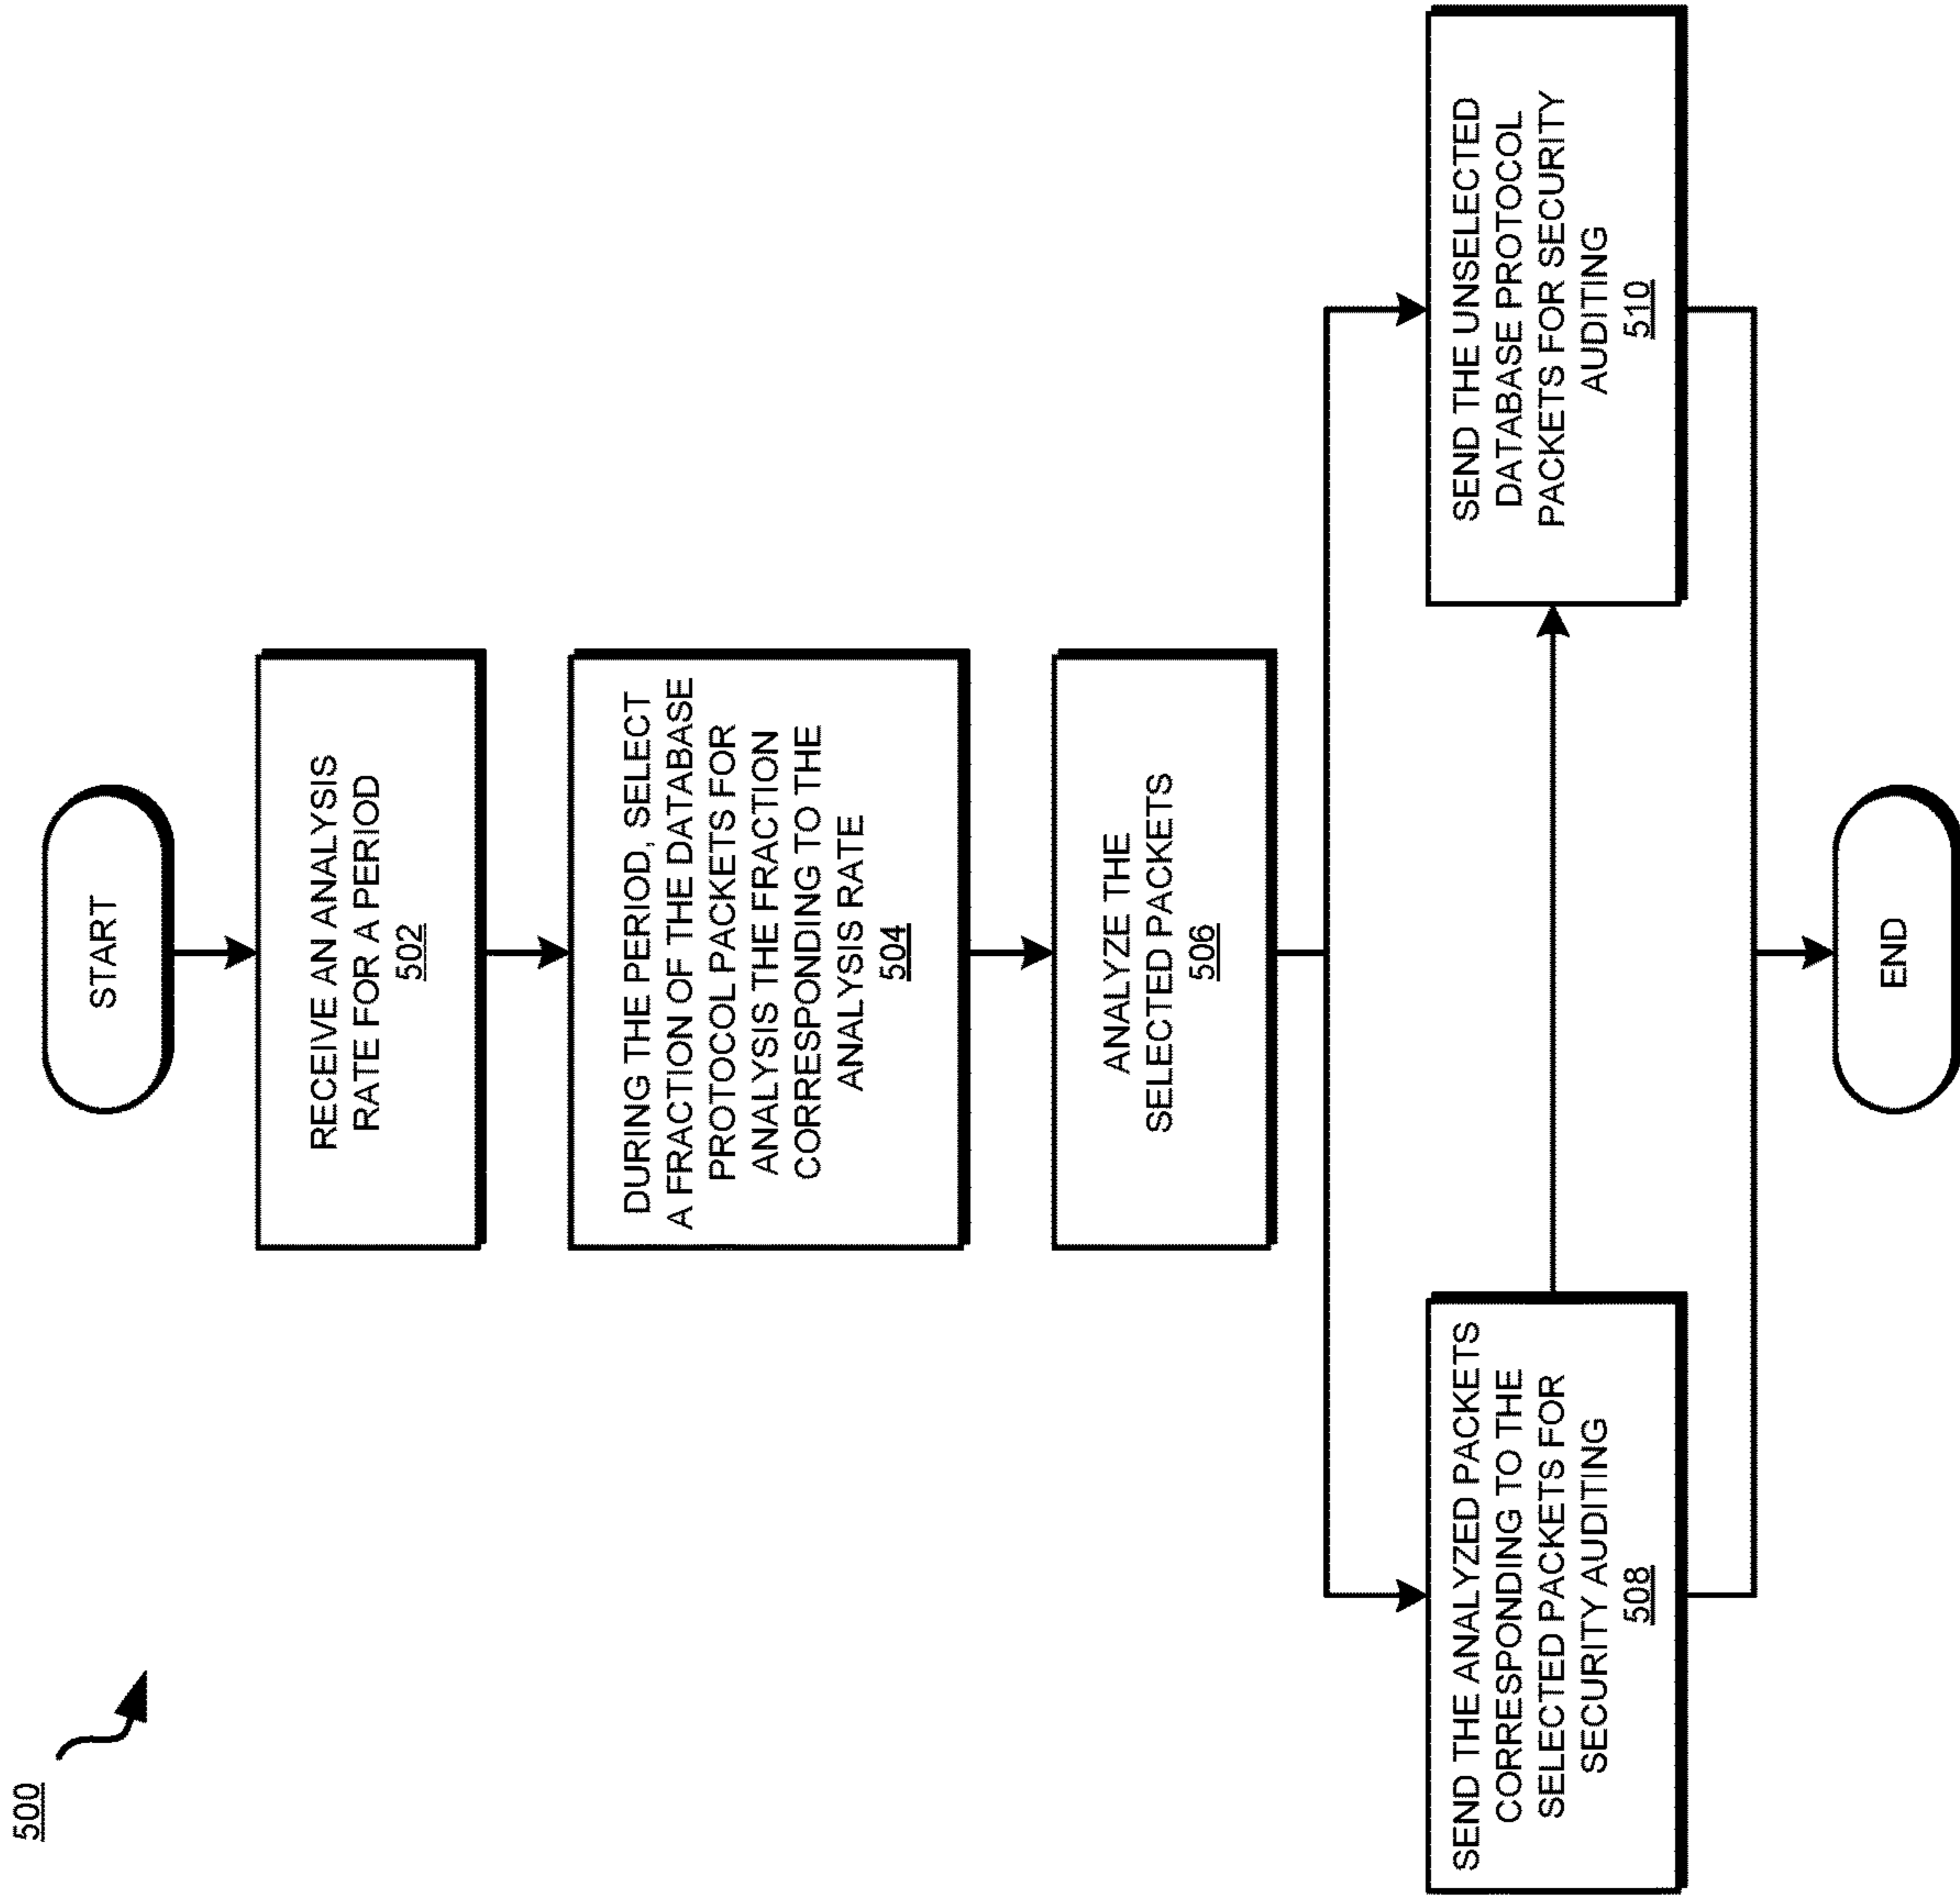 500
START
RECEIVE AN ANALYSIS
RATE FOR A PERIOD
502
DURING THE PERIOD, SELECT
A FRACTION OF THE DATABASE
PROTOCOL PACKETS FOR
ANALYSIS THE FRACTION
CORRESPONDING TO THE
ANALYSIS RATE
504
ANALYZE THE
SELECTED PACKETS
506
SEND THE ANALYZED PACKETS
CORRESPONDING TO THE
SELECTED PACKETS FOR
SECURITY AUDITING
508
SEND THE UNSELECTED
DATABASE PROTOCOL
PACKETS FOR SECURITY
AUDITING
510
END